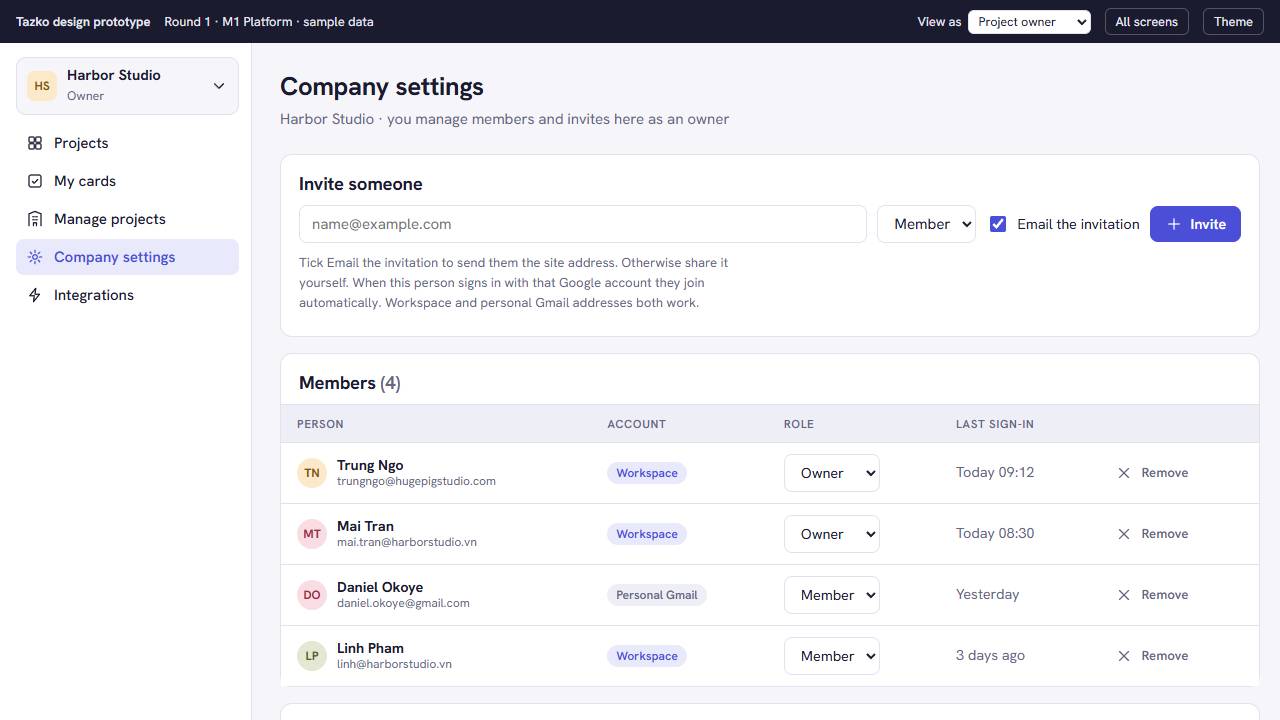 Tazko design prototype Round 1 · M1 Platform · sample data View as Project owner All screens Theme
HS Harbor Studio
Owner
Projects
My cards
Manage projects
Company settings
Integrations
Company settings
Harbor Studio · you manage members and invites here as an owner
Invite someone
name@example.com Member Email the invitation Invite
Tick Email the invitation to send them the site address. Otherwise share it
yourself. When this person signs in with that Google account they join
automatically. Workspace and personal Gmail addresses both work.
Members (4)
PERSON ACCOUNT ROLE LAST SIGN-IN
TN Trung Ngo Workspace Owner Today 09:12 Remove
trungngo@hugepigstudio.com
MT Mai Tran Workspace Owner Today 08:30 Remove
mai.tran@harborstudio.vn
DO Daniel Okoye Personal Gmail Member Yesterday Remove
daniel.okoye@gmail.com
LP Linh Pham Workspace Member 3 days ago Remove
linh@harborstudio.vn